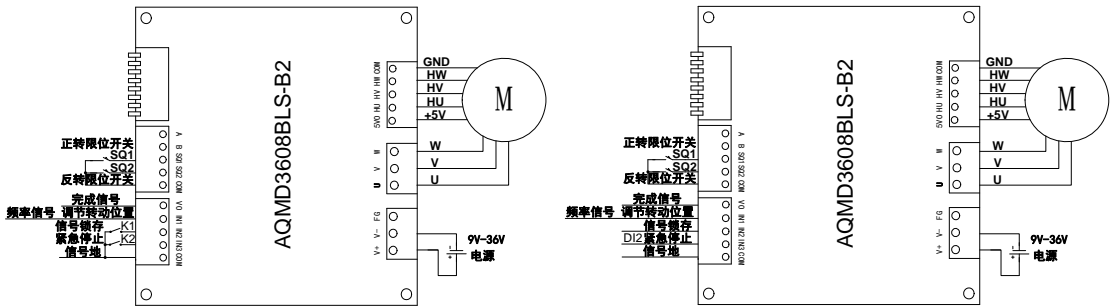 AQMD3608BLS-B2
COM HW HV HU 5VO
GND
HW
HV
HU
+5V
M
W V U
W
V
U
FG V- V+
9V-36V
电源
A B SQ1 SQ2 COM
正转限位开关
SQ1
SQ2
反转限位开关
VO IN1 IN2 IN3 COM
完成信号
频率信号 调节转动位置
信号锁存 K1
紧急停止 K2
信号地
AQMD3608BLS-B2
COM HW HV HU 5VO
GND
HW
HV
HU
+5V
M
W V U
W
V
U
FG V- V+
9V-36V
电源
A B SQ1 SQ2 COM
正转限位开关
SQ1
SQ2
反转限位开关
VO IN1 IN2 IN3 COM
完成信号
频率信号 调节转动位置
信号锁存
DI2 紧急停止
信号地